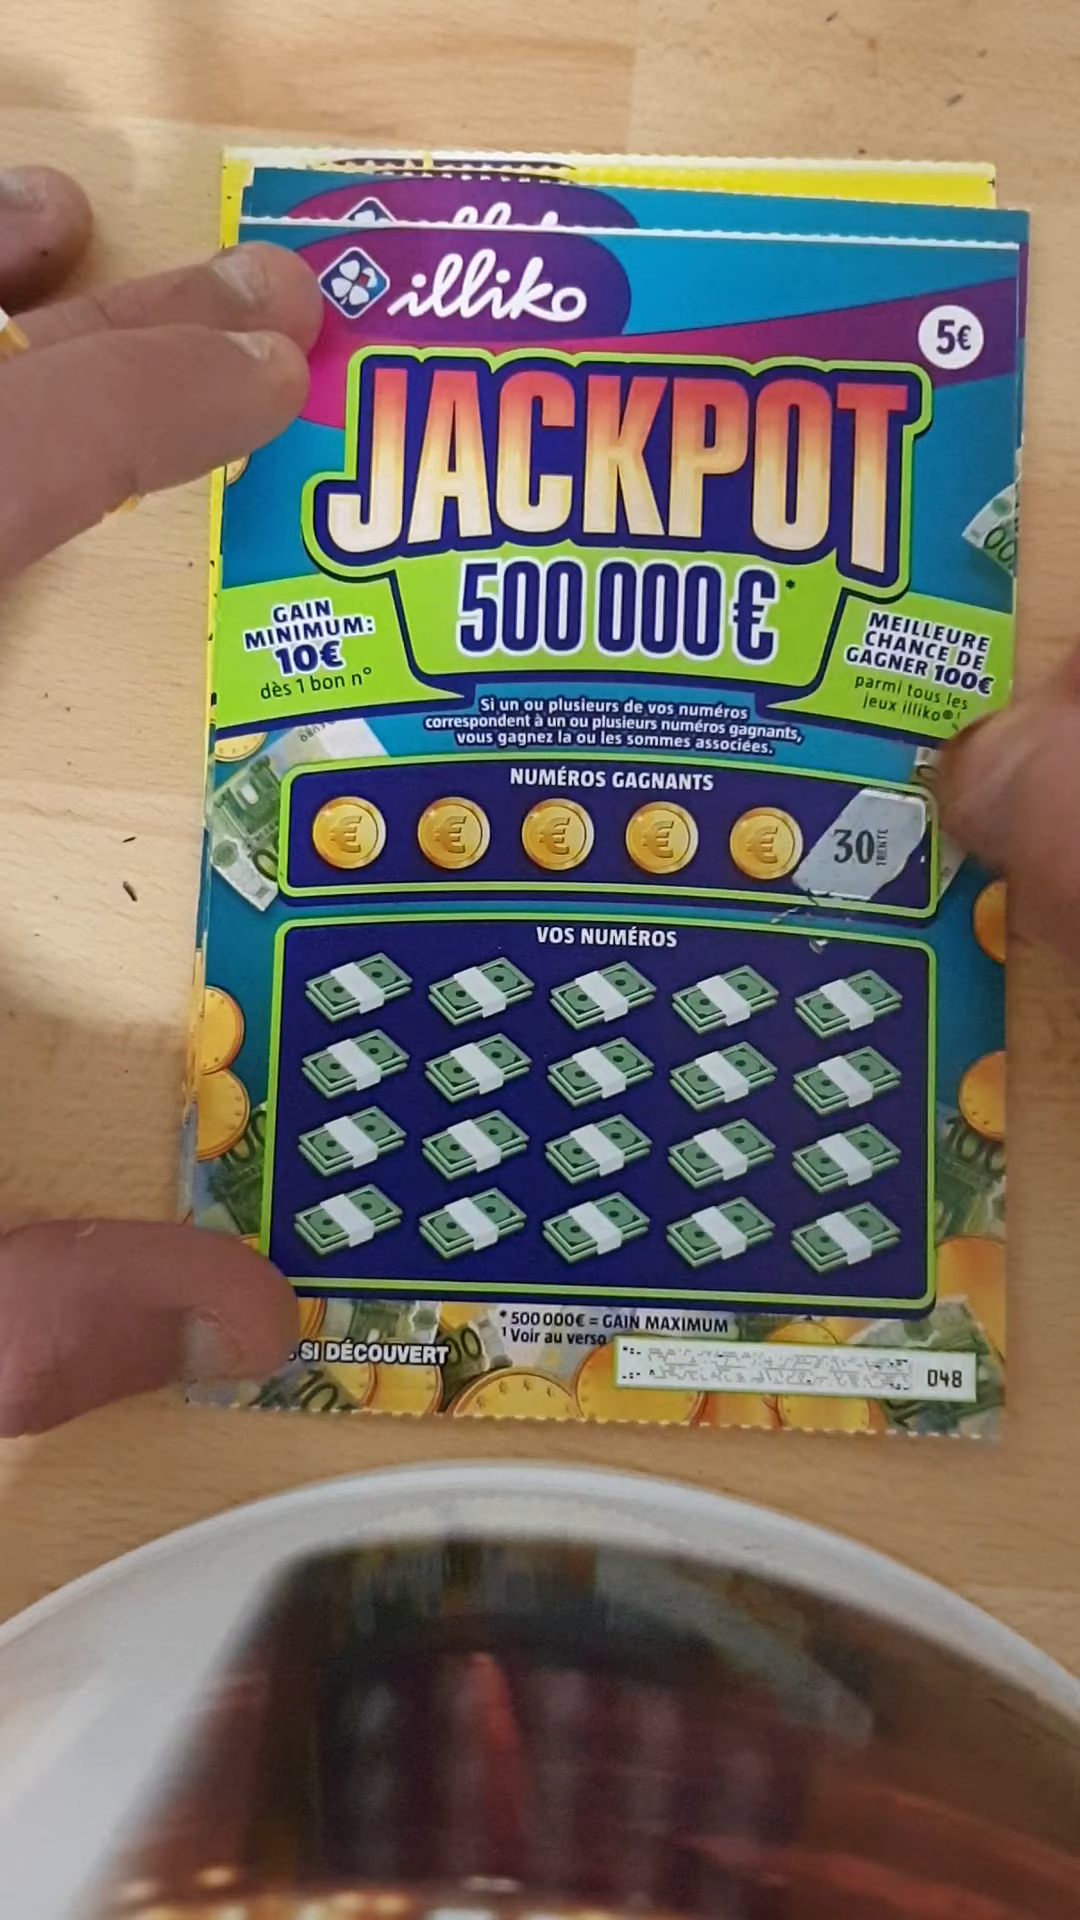 illiko
illiko
5€
JACKPOT
500 000 €*
GAIN
MINIMUM:
10€
dès 1 bon n°
MEILLEURE
CHANCE DE
GAGNER 100€
parmi tous les
jeux illiko®¹
Si un ou plusieurs de vos numéros
correspondent à un ou plusieurs numéros gagnants,
vous gagnez la ou les sommes associées.
NUMÉROS GAGNANTS
€ € € € € 30 TRENTE
VOS NUMÉROS
* 500 000€ = GAIN MAXIMUM
¹ Voir au verso
SI DÉCOUVERT
048